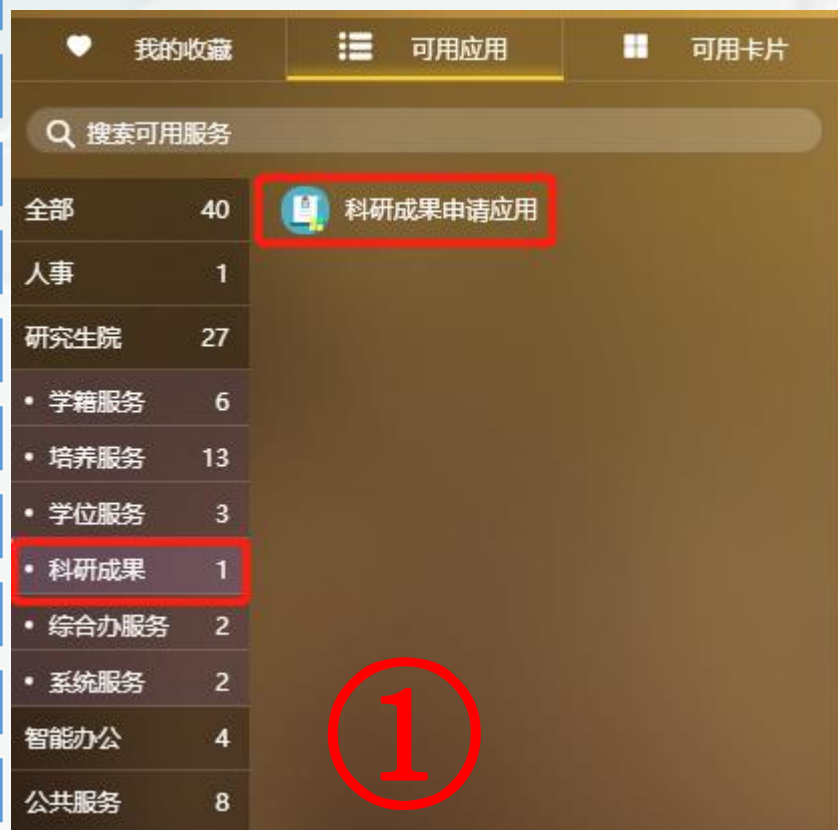 我的收藏 可用应用 可用卡片
搜索可用服务
全部 40
科研成果申请应用
人事 1
研究生院 27
• 学籍服务 6
• 培养服务 13
• 学位服务 3
• 科研成果 1
• 综合办服务 2
• 系统服务 2
智能办公 4
公共服务 8
①